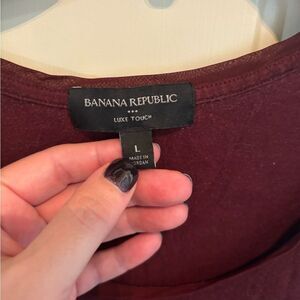 BANANA REPUBLIC
LUXE TOUCH
L
MADE IN
JORDAN